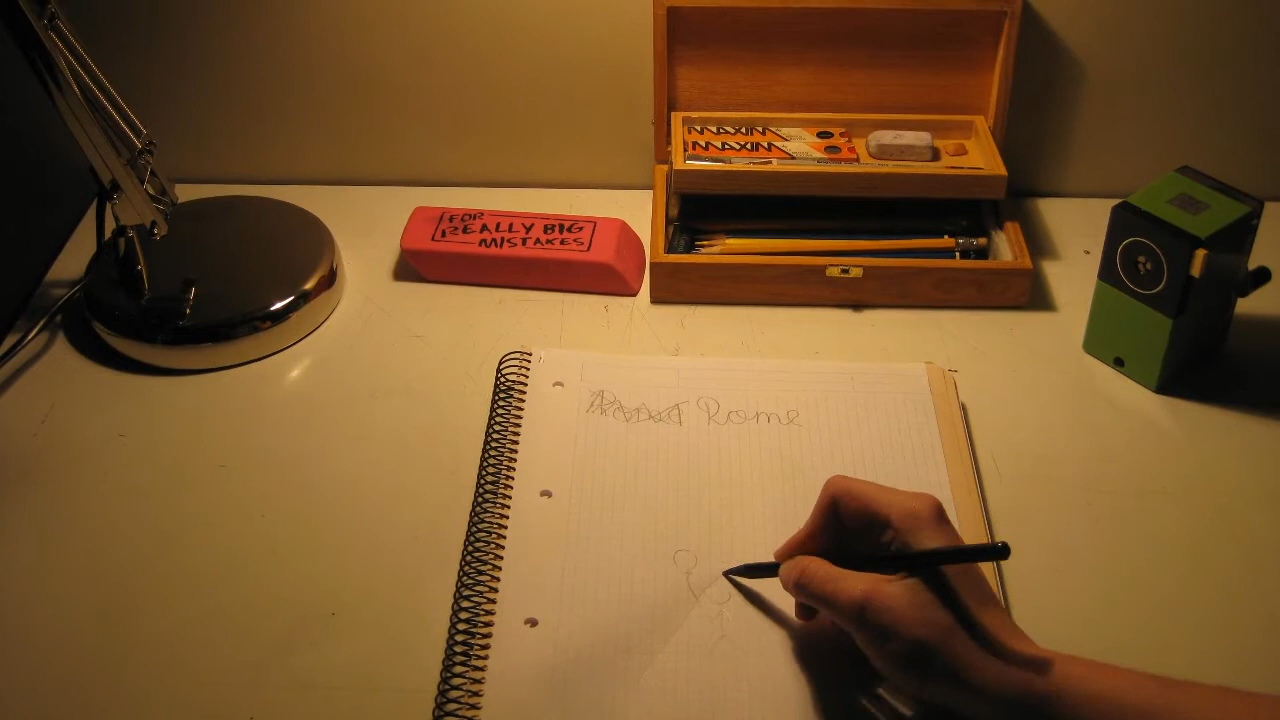 FOR
REALLY BIG
MISTAKES
MAXIM
MAXIM
Rome